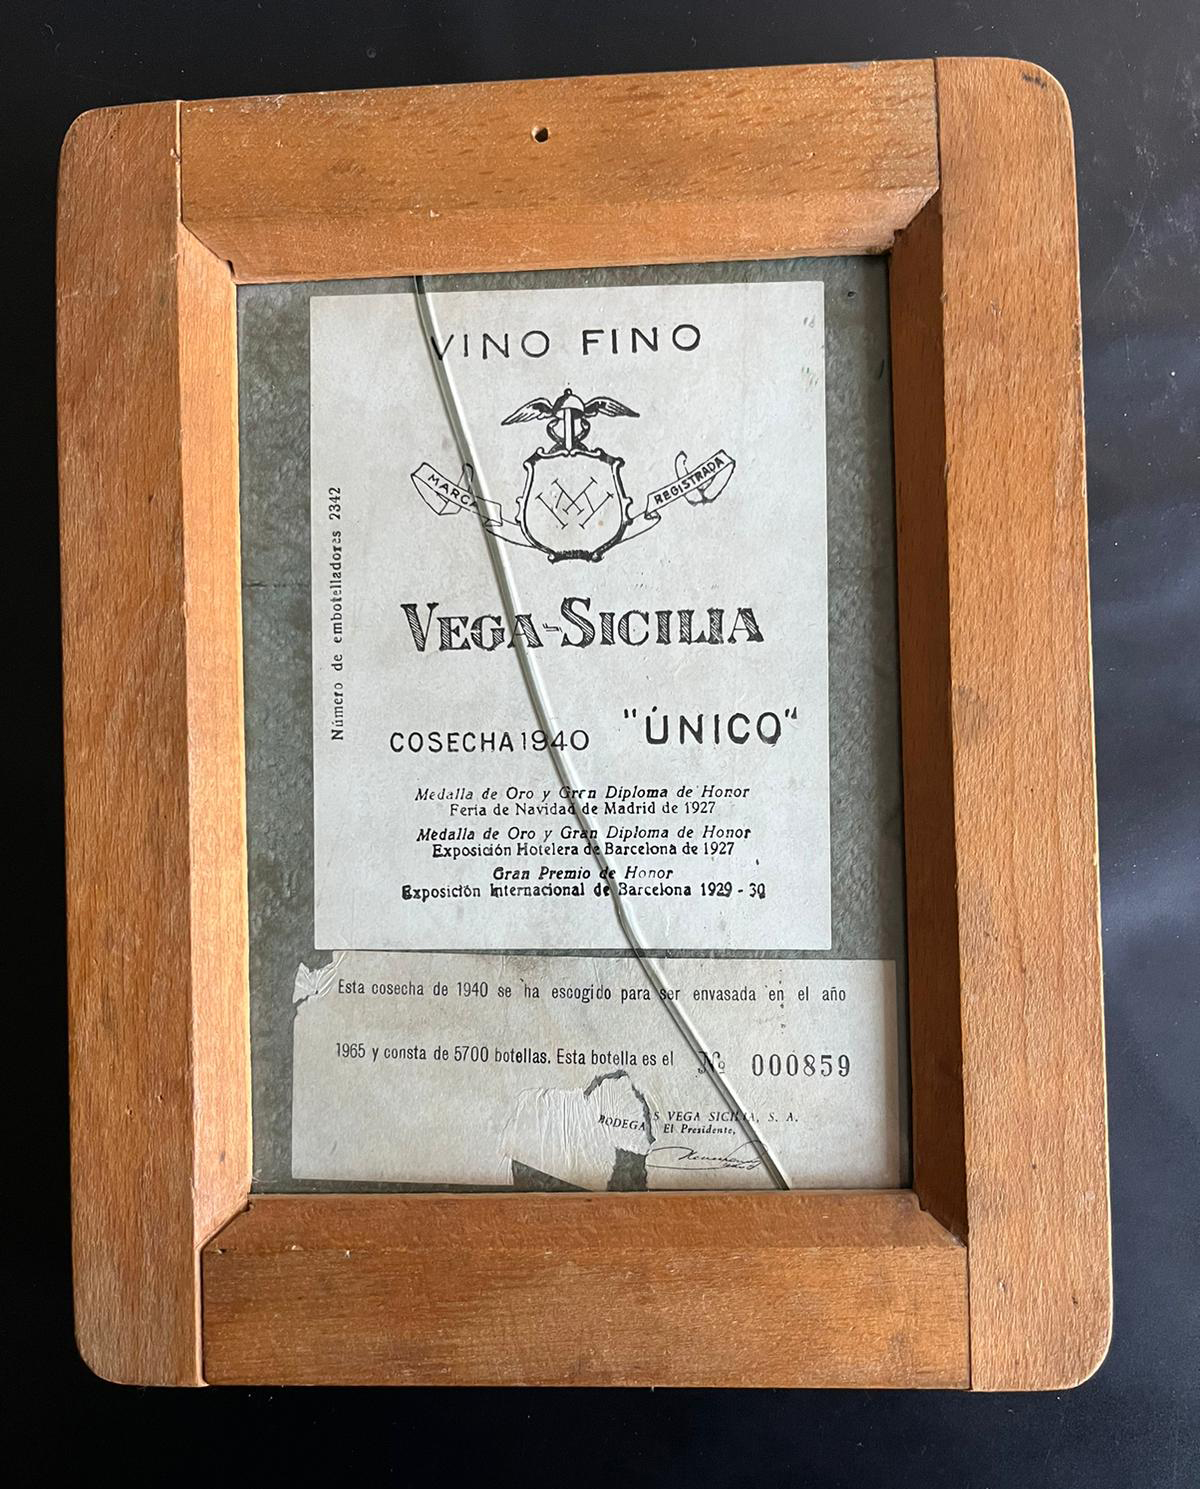 VINO FINO
MARCA
REGISTRADA
Número de embotelladores 2342
VEGA-SICILIA
COSECHA 1940 "ÚNICO"
Medalla de Oro y Gran Diploma de Honor
Feria de Navidad de Madrid de 1927
Medalla de Oro y Gran Diploma de Honor
Exposición Hotelera de Barcelona de 1927
Gran Premio de Honor
Exposición Internacional de Barcelona 1929 - 30
Esta cosecha de 1940 se ha escogido para ser envasada en el año
1965 y consta de 5700 botellas. Esta botella es el № 000859
BODEGAS VEGA SICILIA, S. A.
El Presidente,